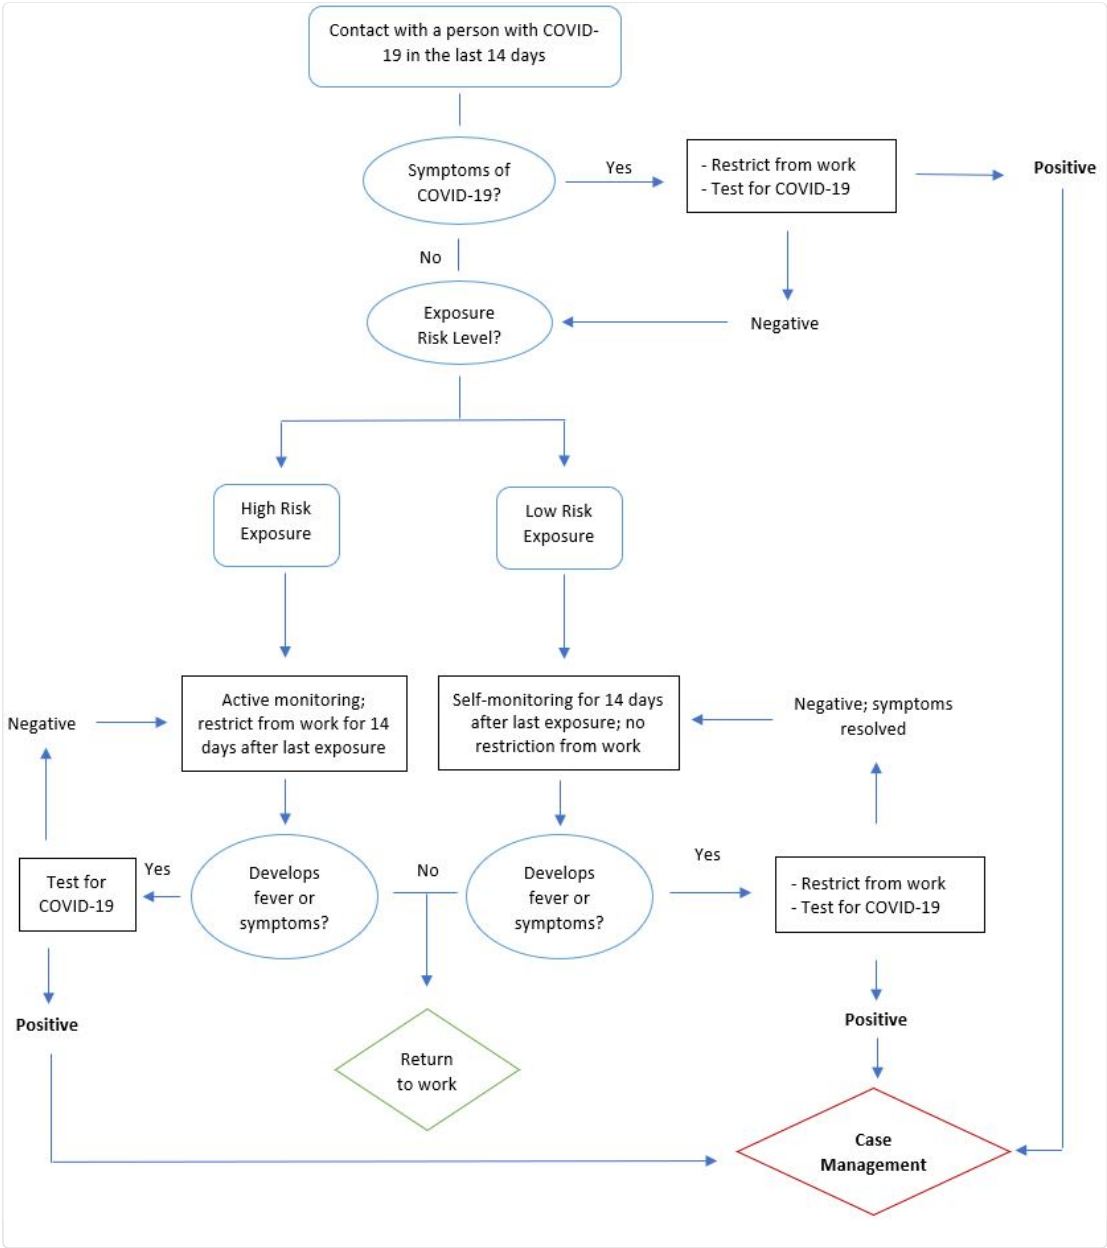 Contact with a person with COVID-
19 in the last 14 days
Symptoms of
COVID-19?
Yes
- Restrict from work
- Test for COVID-19
Positive
No
Exposure
Risk Level?
Negative
High Risk
Exposure
Low Risk
Exposure
Negative
Active monitoring;
restrict from work for 14
days after last exposure
Self-monitoring for 14 days
after last exposure; no
restriction from work
Negative; symptoms
resolved
Test for
COVID-19
Yes
Develops
fever or
symptoms?
No
Develops
fever or
symptoms?
Yes
- Restrict from work
- Test for COVID-19
Positive
Return
to work
Positive
Case
Management